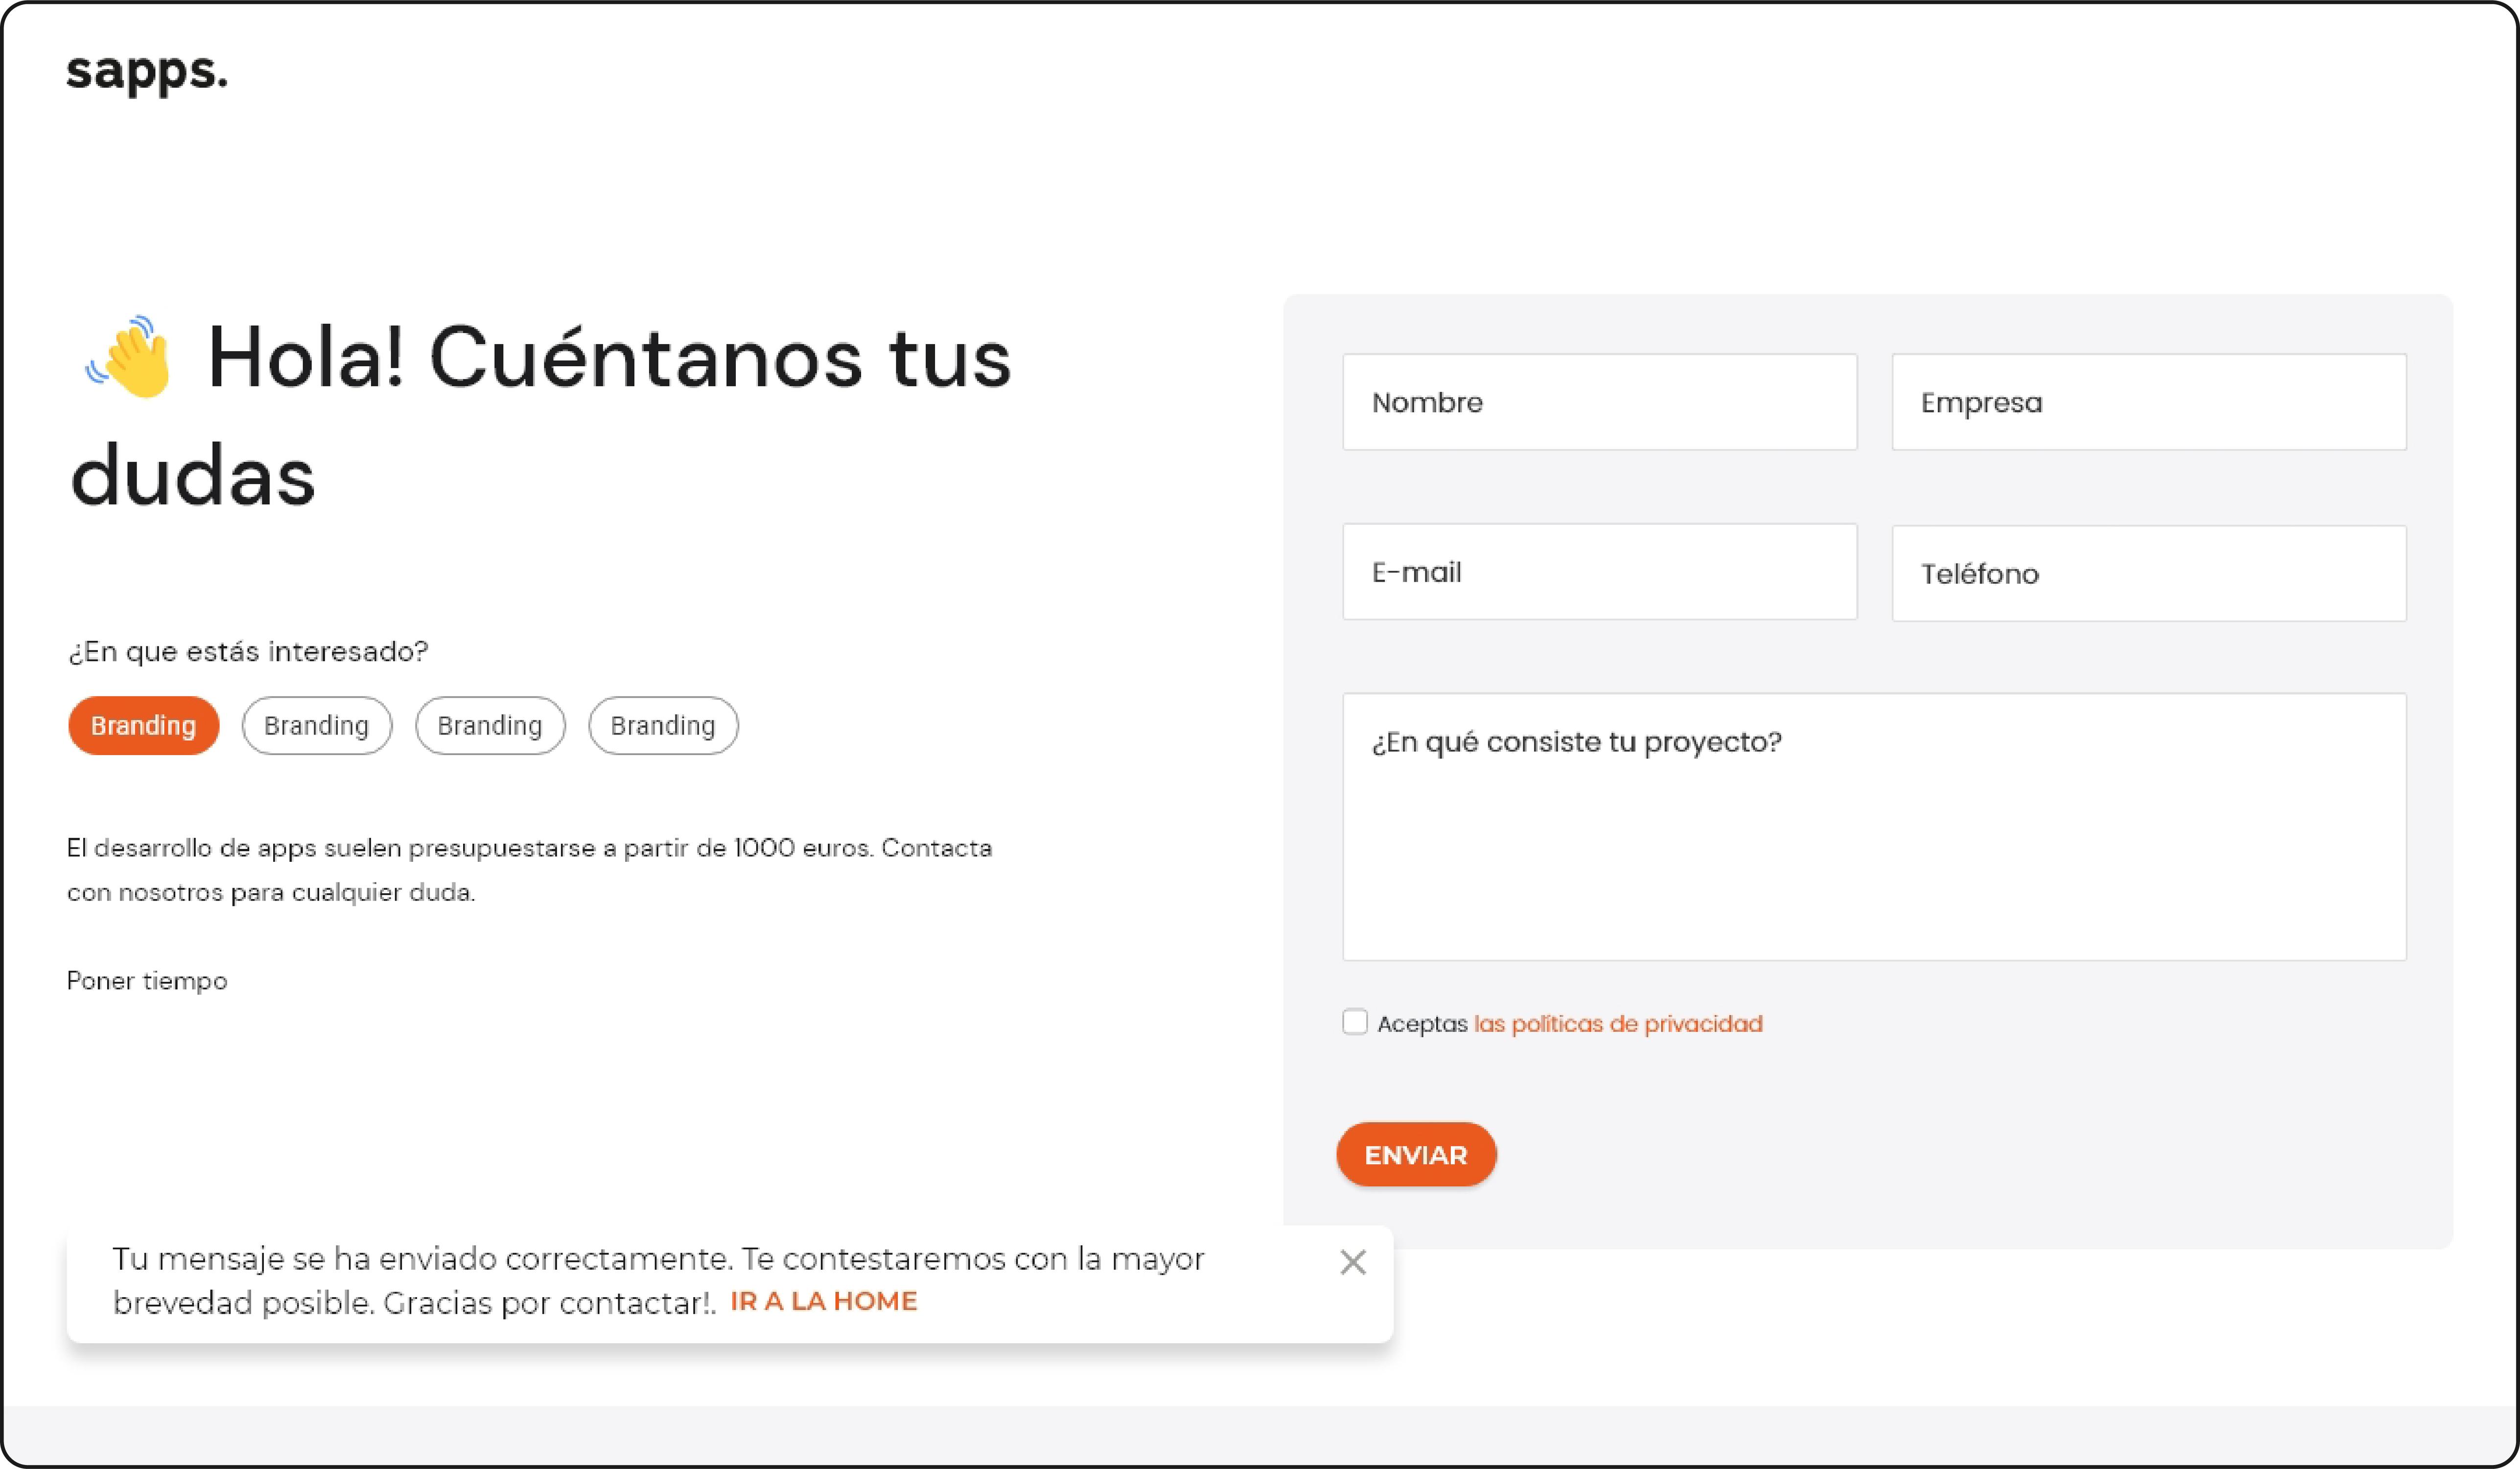 sapps.
Hola! Cuéntanos tus
dudas
¿En que estás interesado?
Branding Branding Branding Branding
El desarrollo de apps suelen presupuestarse a partir de 1000 euros. Contacta
con nosotros para cualquier duda.
Poner tiempo
Nombre Empresa
E-mail Teléfono
¿En qué consiste tu proyecto?
Aceptas las políticas de privacidad
ENVIAR
Tu mensaje se ha enviado correctamente. Te contestaremos con la mayor
brevedad posible. Gracias por contactar!. IR A LA HOME